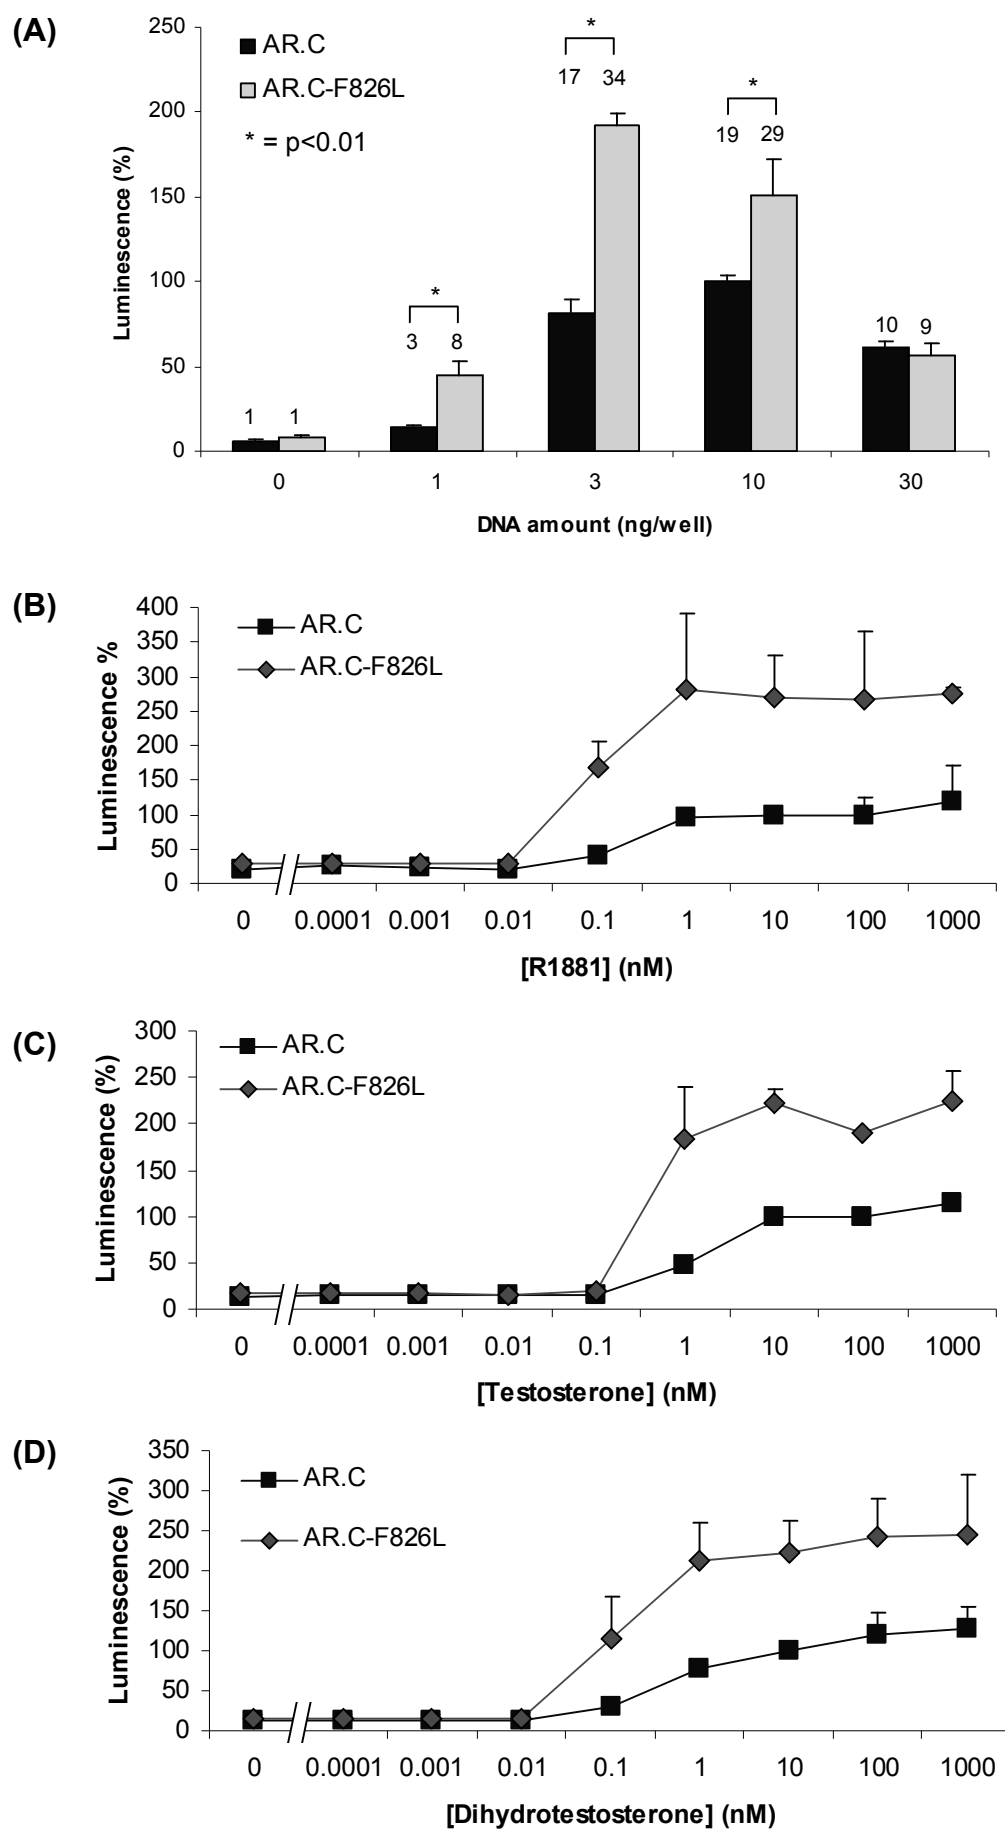 (A)
250
200
150
100
50
0
Luminescence (%)
AR.C
AR.C-F826L
* = p<0.01
1 1
3 8
*
17 34
*
19 29
*
10 9
0 1 3 10 30
DNA amount (ng/well)
(B)
400
350
300
250
200
150
100
50
0
Luminescence %
AR.C
AR.C-F826L
0 0.0001 0.001 0.01 0.1 1 10 100 1000
[R1881] (nM)
(C)
300
250
200
150
100
50
0
Luminescence (%)
AR.C
AR.C-F826L
0 0.0001 0.001 0.01 0.1 1 10 100 1000
[Testosterone] (nM)
(D)
350
300
250
200
150
100
50
0
Luminescence (%)
AR.C
AR.C-F826L
0 0.0001 0.001 0.01 0.1 1 10 100 1000
[Dihydrotestosterone] (nM)